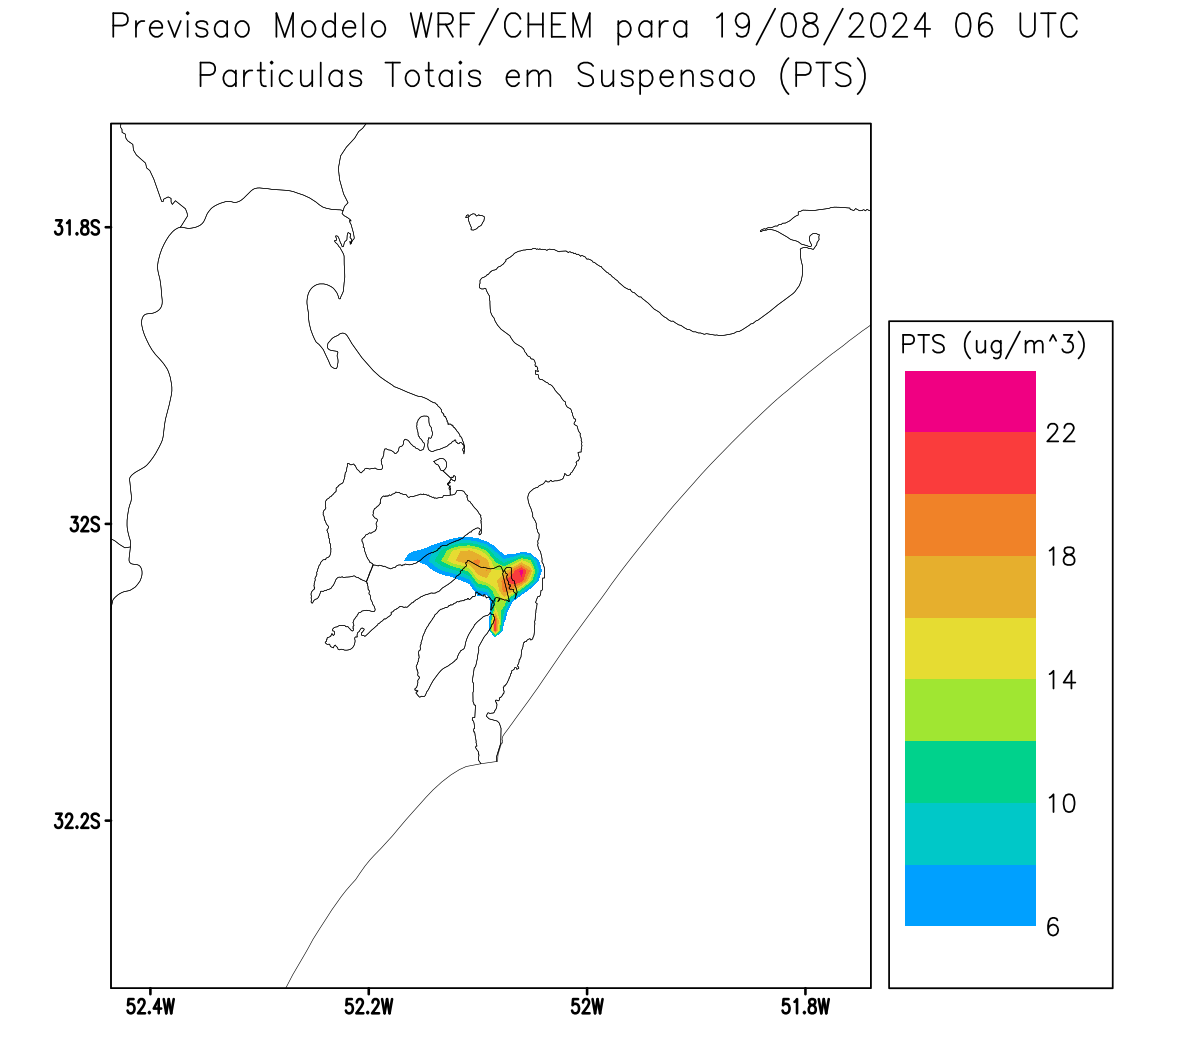 Previsao Modelo WRF/CHEM para 19/08/2024 06 UTC
Particulas Totais em Suspensao (PTS)
31.8S
32S
32.2S
52.4W
52.2W
52W
51.8W
PTS (ug/m^3)
22
18
14
10
6